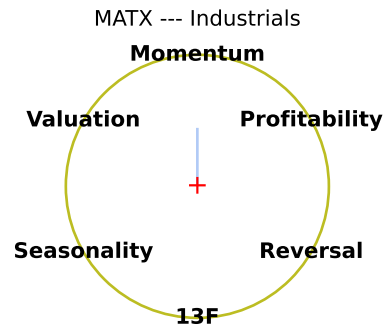 MATX --- Industrials
Momentum
Valuation
Profitability
Seasonality
Reversal
13F